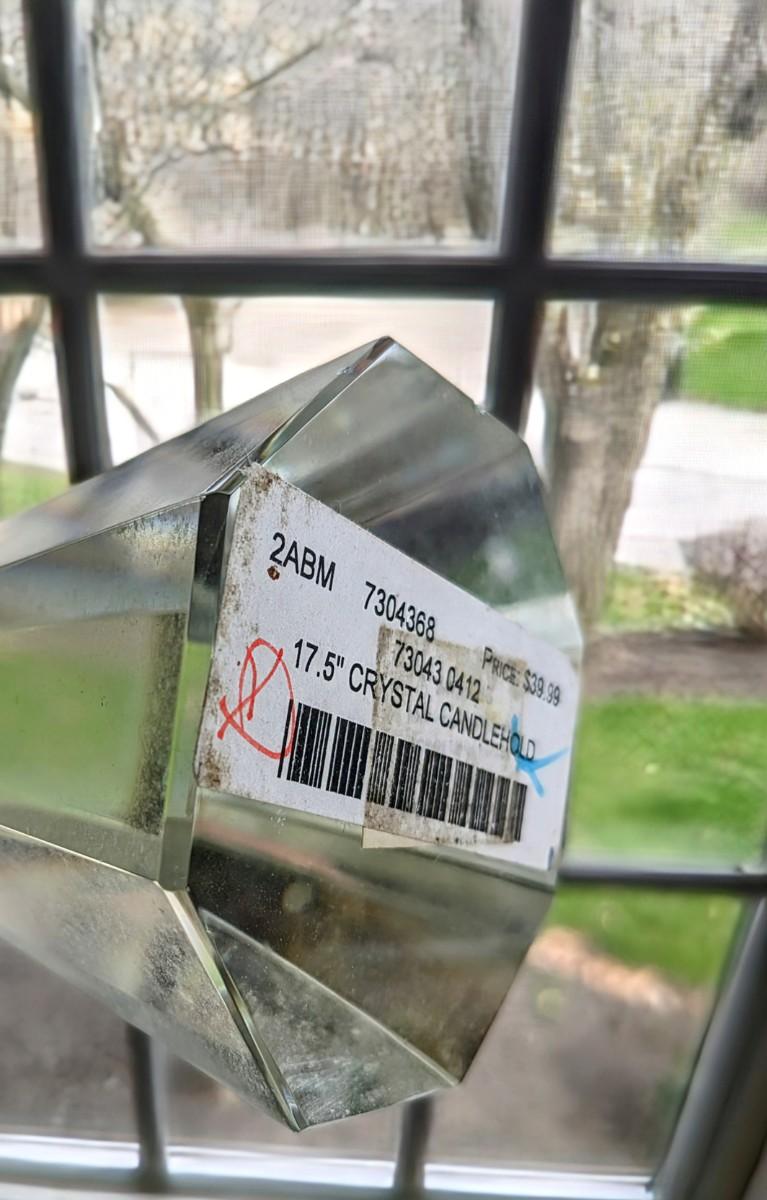 2ABM 7304368
73043 0412 PRICE: $39.99
17.5" CRYSTAL CANDLEHOLD